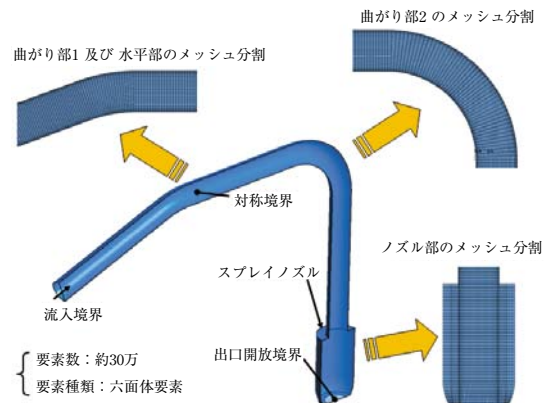 曲がり部2 のメッシュ分割
曲がり部1 及び 水平部のメッシュ分割
対称境界
ノズル部のメッシュ分割
スプレイノズル
流入境界
出口開放境界
要素数：約30万
要素種類：六面体要素